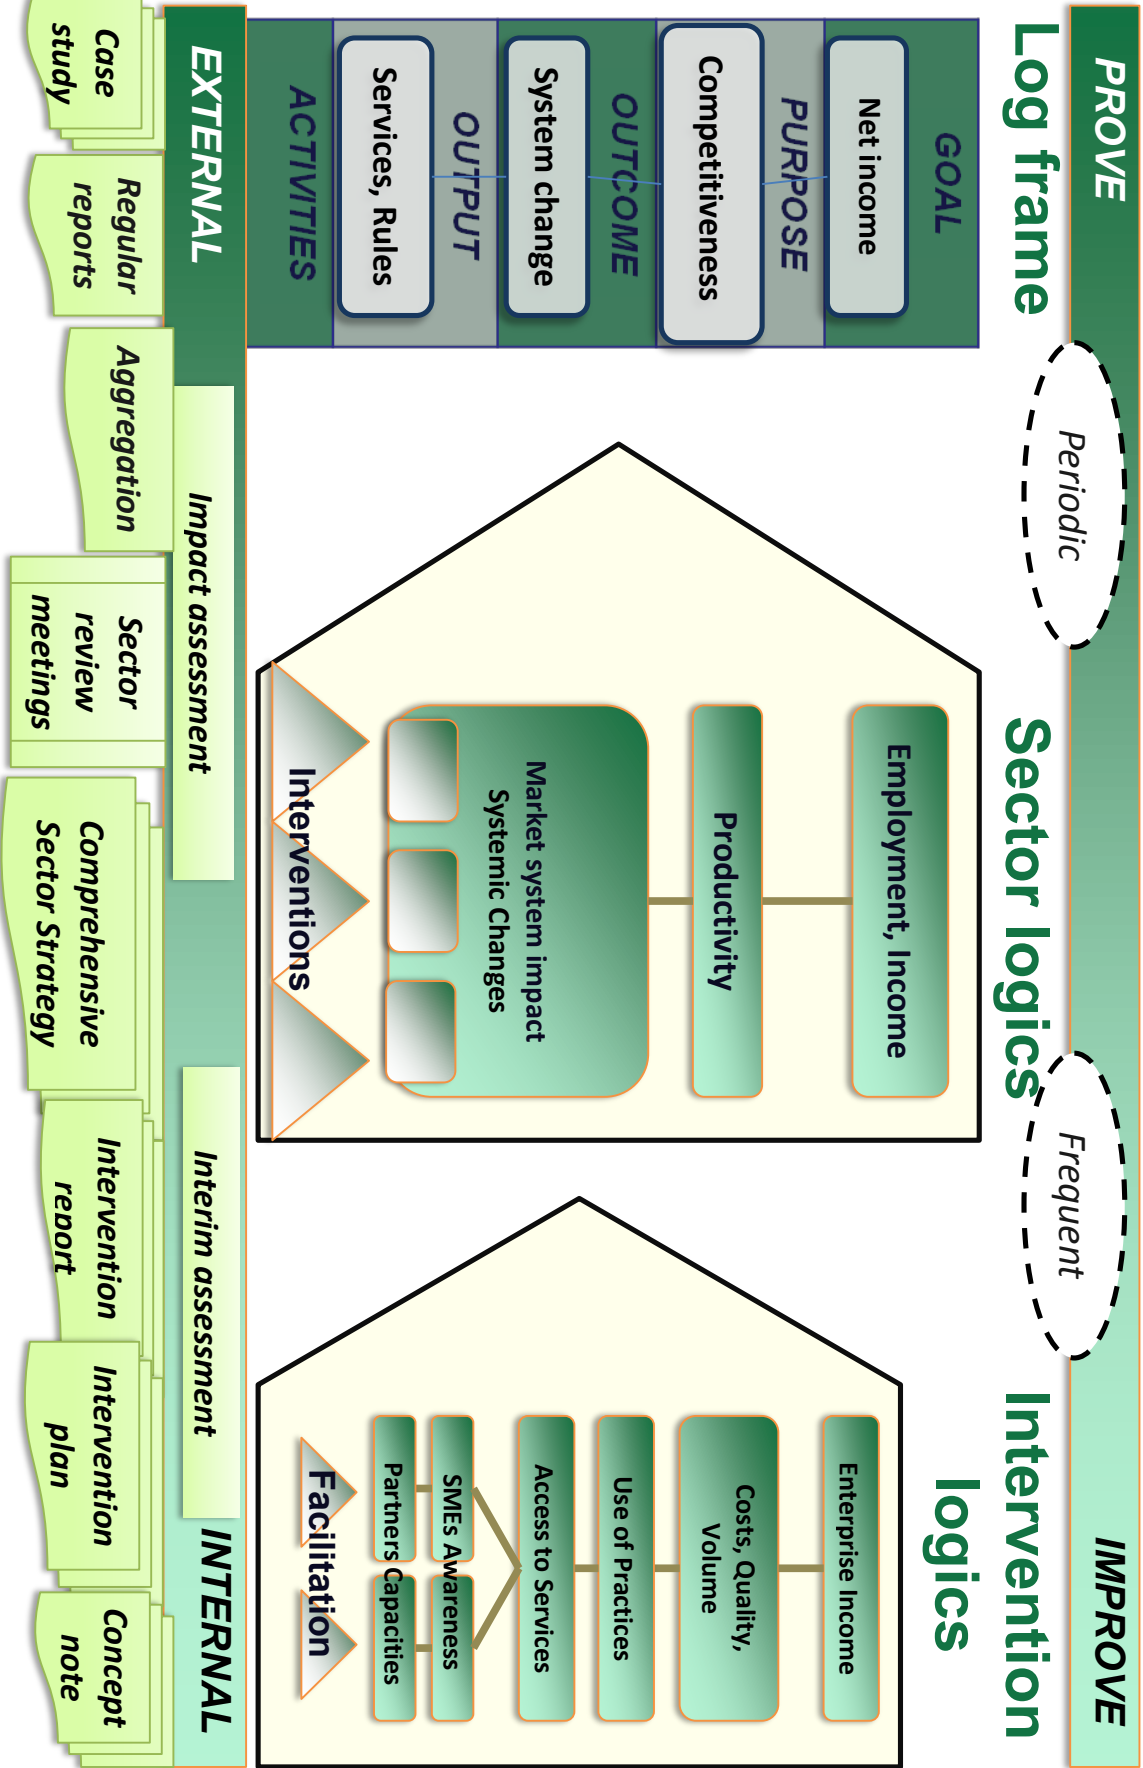 PROVE
IMPROVE
Periodic
Frequent
Log frame
Sector logics
Intervention
logics
GOAL
Net income
PURPOSE
Competitiveness
OUTCOME
System change
OUTPUT
Services, Rules
ACTIVITIES
Employment, Income
Productivity
Market system impact
Systemic Changes
Interventions
Enterprise Income
Costs, Quality,
Volume
Use of Practices
Access to Services
SMEs Awareness
Partners Capacities
Facilitation
EXTERNAL
Impact assessment
Interim assessment
INTERNAL
Case
study
Regular
reports
Aggregation
Sector
review
meetings
Comprehensive
Sector Strategy
Intervention
report
Intervention
plan
Concept
note